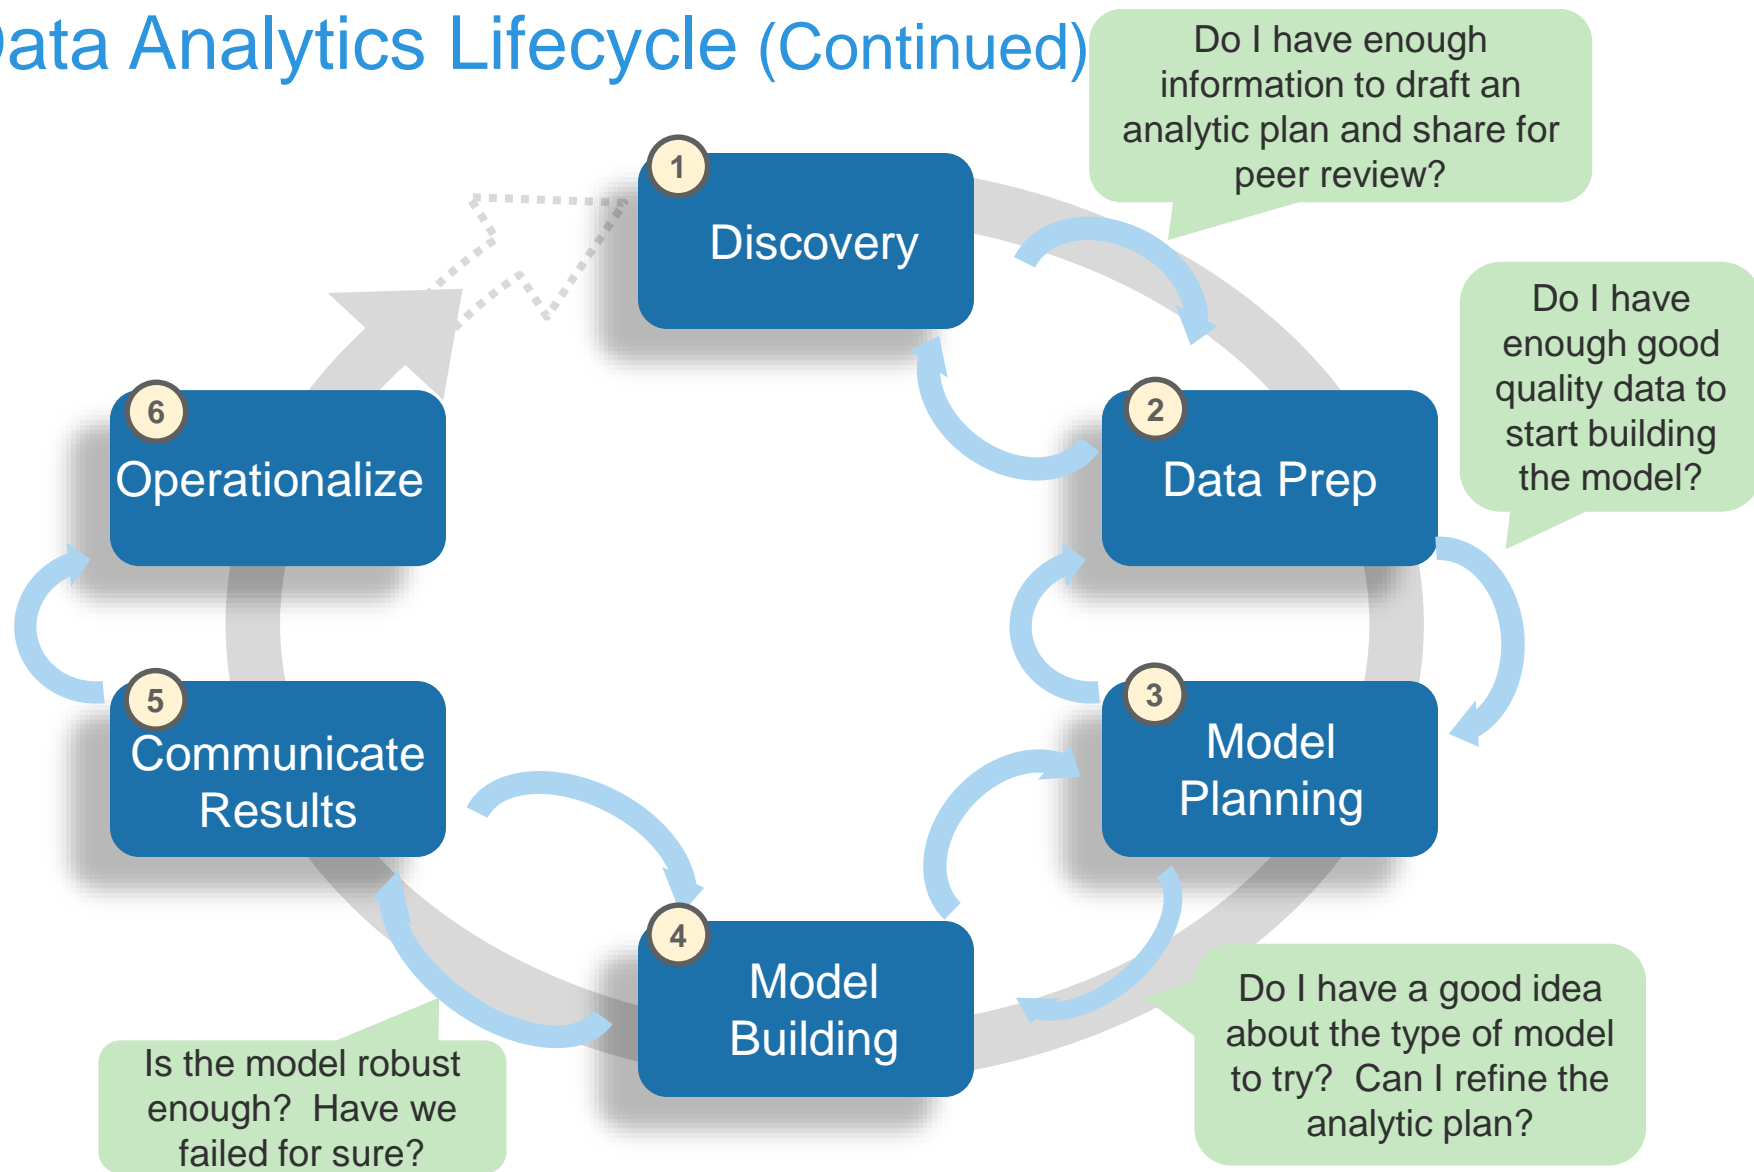 Data Analytics Lifecycle (Continued)
Do I have enough
information to draft an
analytic plan and share for
peer review?
1
Discovery
Do I have
enough good
quality data to
start building
the model?
2
Data Prep
6
Operationalize
3
Model
Planning
5
Communicate
Results
4
Model
Building
Do I have a good idea
about the type of model
to try?  Can I refine the
analytic plan?
Is the model robust
enough?  Have we
failed for sure?